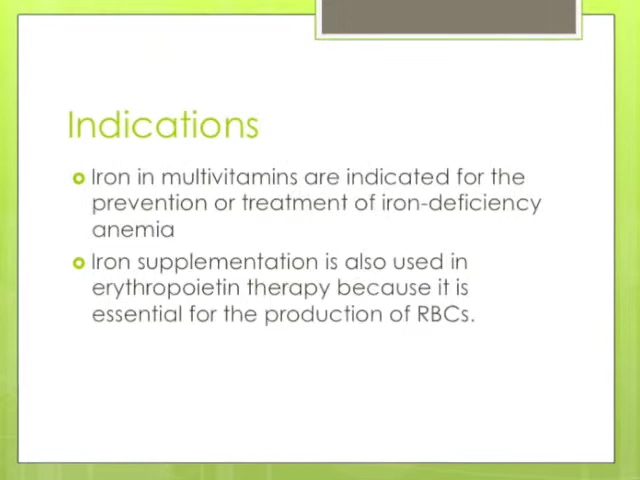 Indications
Iron in multivitamins are indicated for the
prevention or treatment of iron-deficiency
anemia
Iron supplementation is also used in
erythropoietin therapy because it is
essential for the production of RBCs.